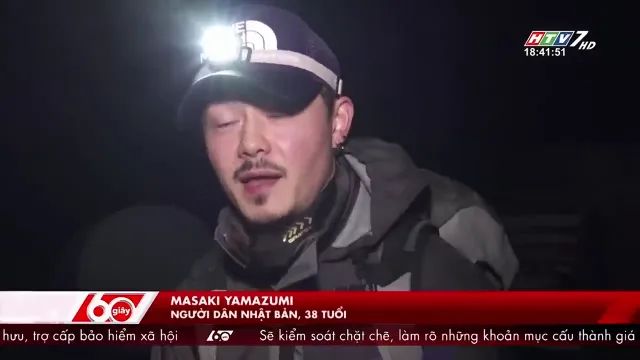 HTV7 HD
18:41:51
60 giây
MASAKI YAMAZUMI
NGƯỜI DÂN NHẬT BẢN, 38 TUỔI
hưu, trợ cấp bảo hiểm xã hội 60 Sẽ kiểm soát chặt chẽ, làm rõ những khoản mục cấu thành giá